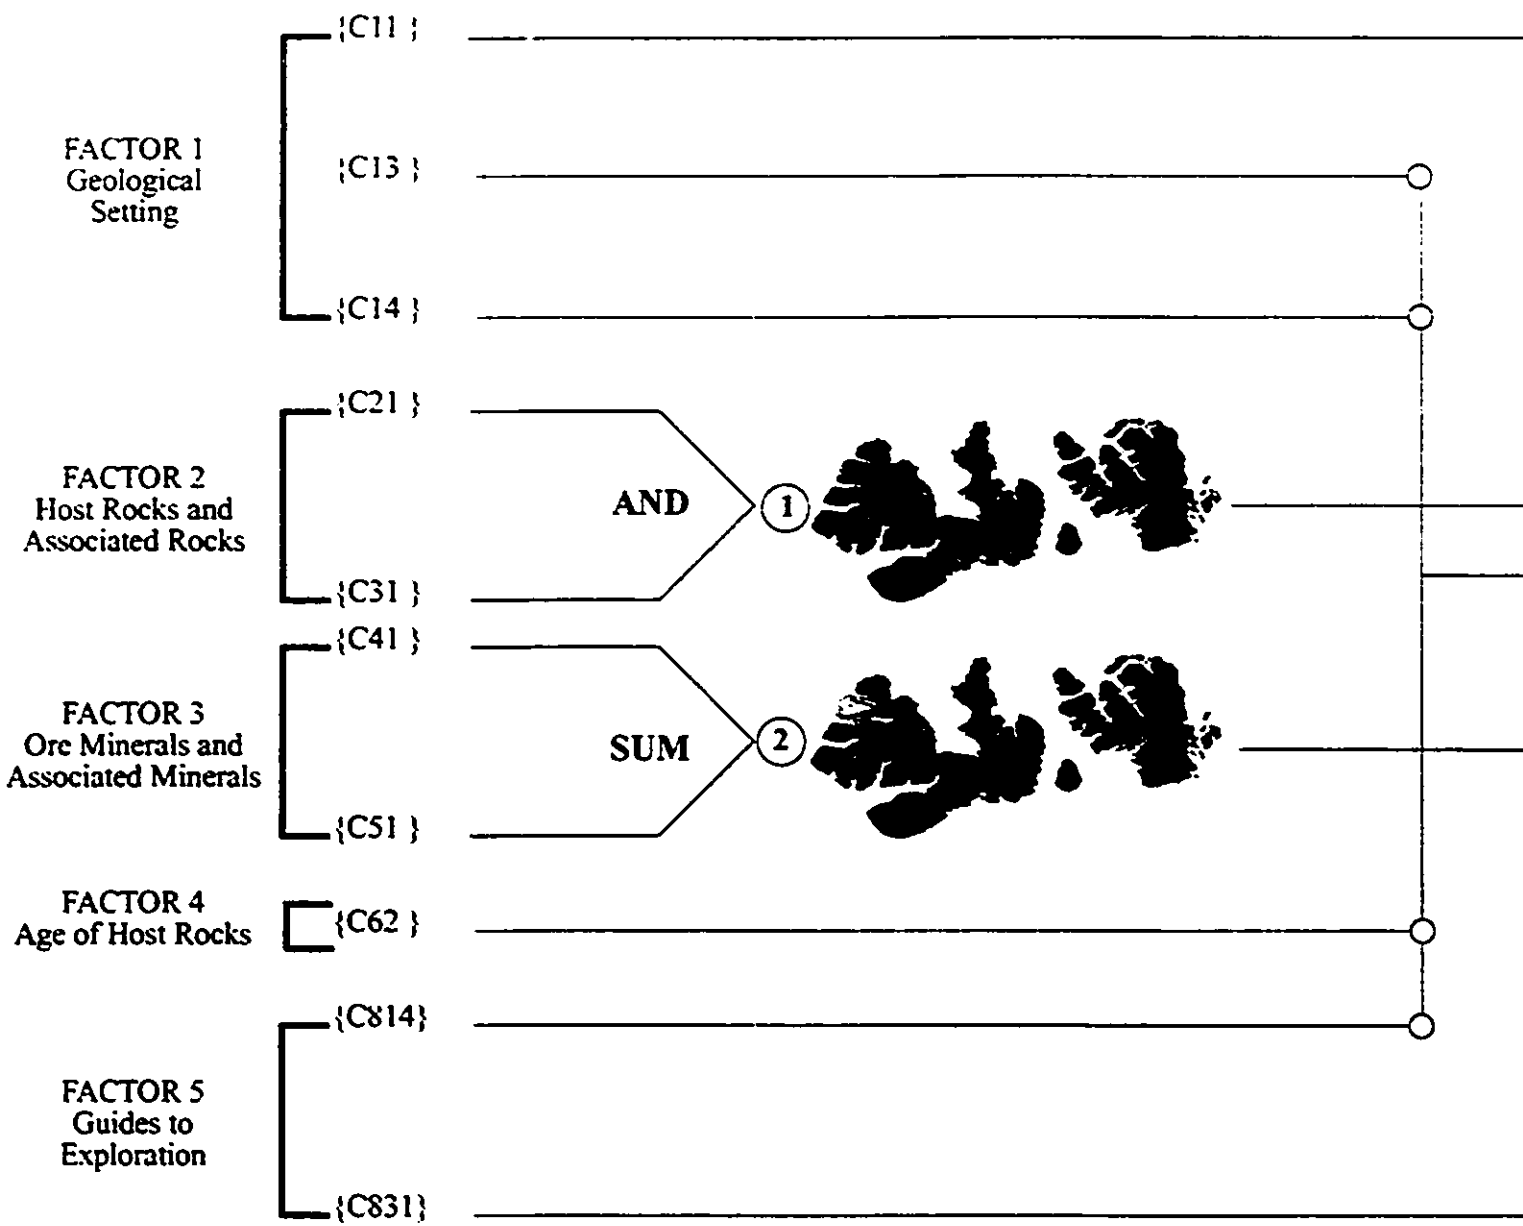 {C11 }
FACTOR 1
Geological
Setting
{C13 }
{C14 }
{C21 }
FACTOR 2
Host Rocks and
Associated Rocks
AND
1
{C31 }
{C41 }
FACTOR 3
Ore Minerals and
Associated Minerals
SUM
2
{C51 }
FACTOR 4
Age of Host Rocks
{C62 }
{C814}
FACTOR 5
Guides to
Exploration
{C831}